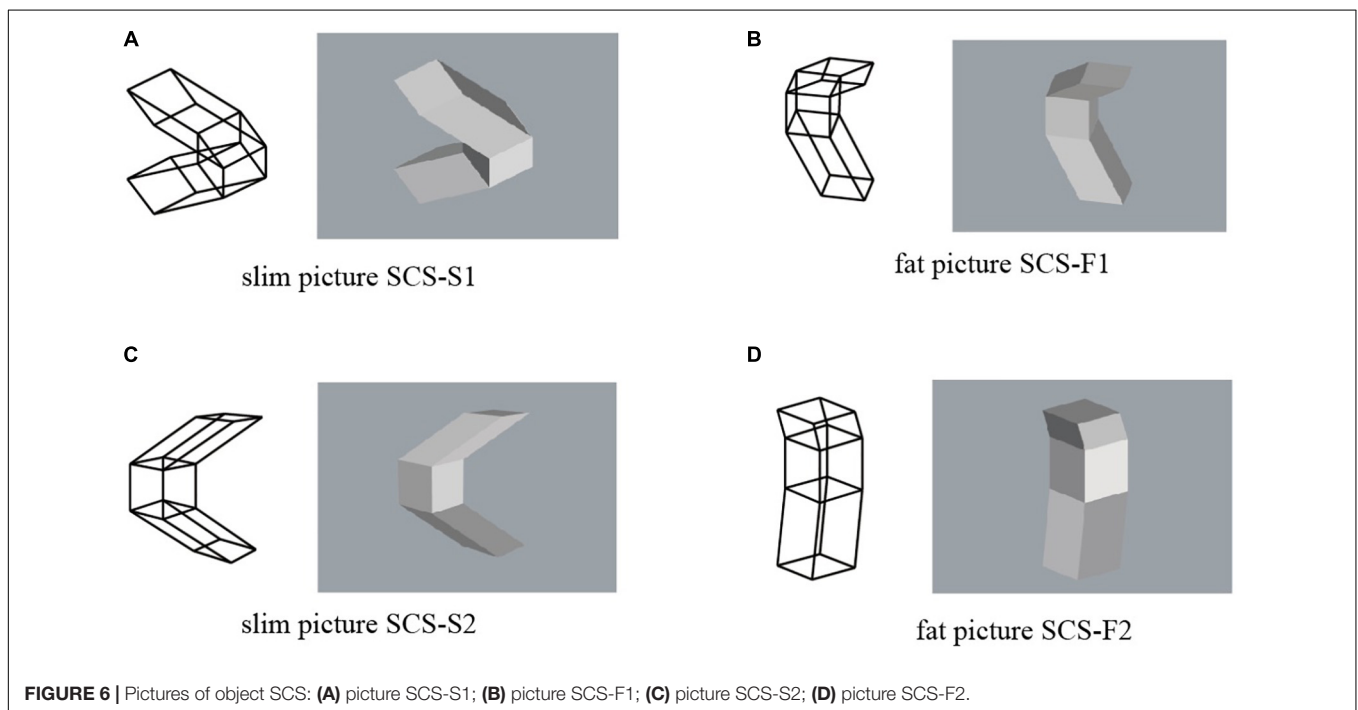 A
B
slim picture SCS-S1
fat picture SCS-F1
C
D
slim picture SCS-S2
fat picture SCS-F2
FIGURE 6 | Pictures of object SCS: (A) picture SCS-S1; (B) picture SCS-F1; (C) picture SCS-S2; (D) picture SCS-F2.